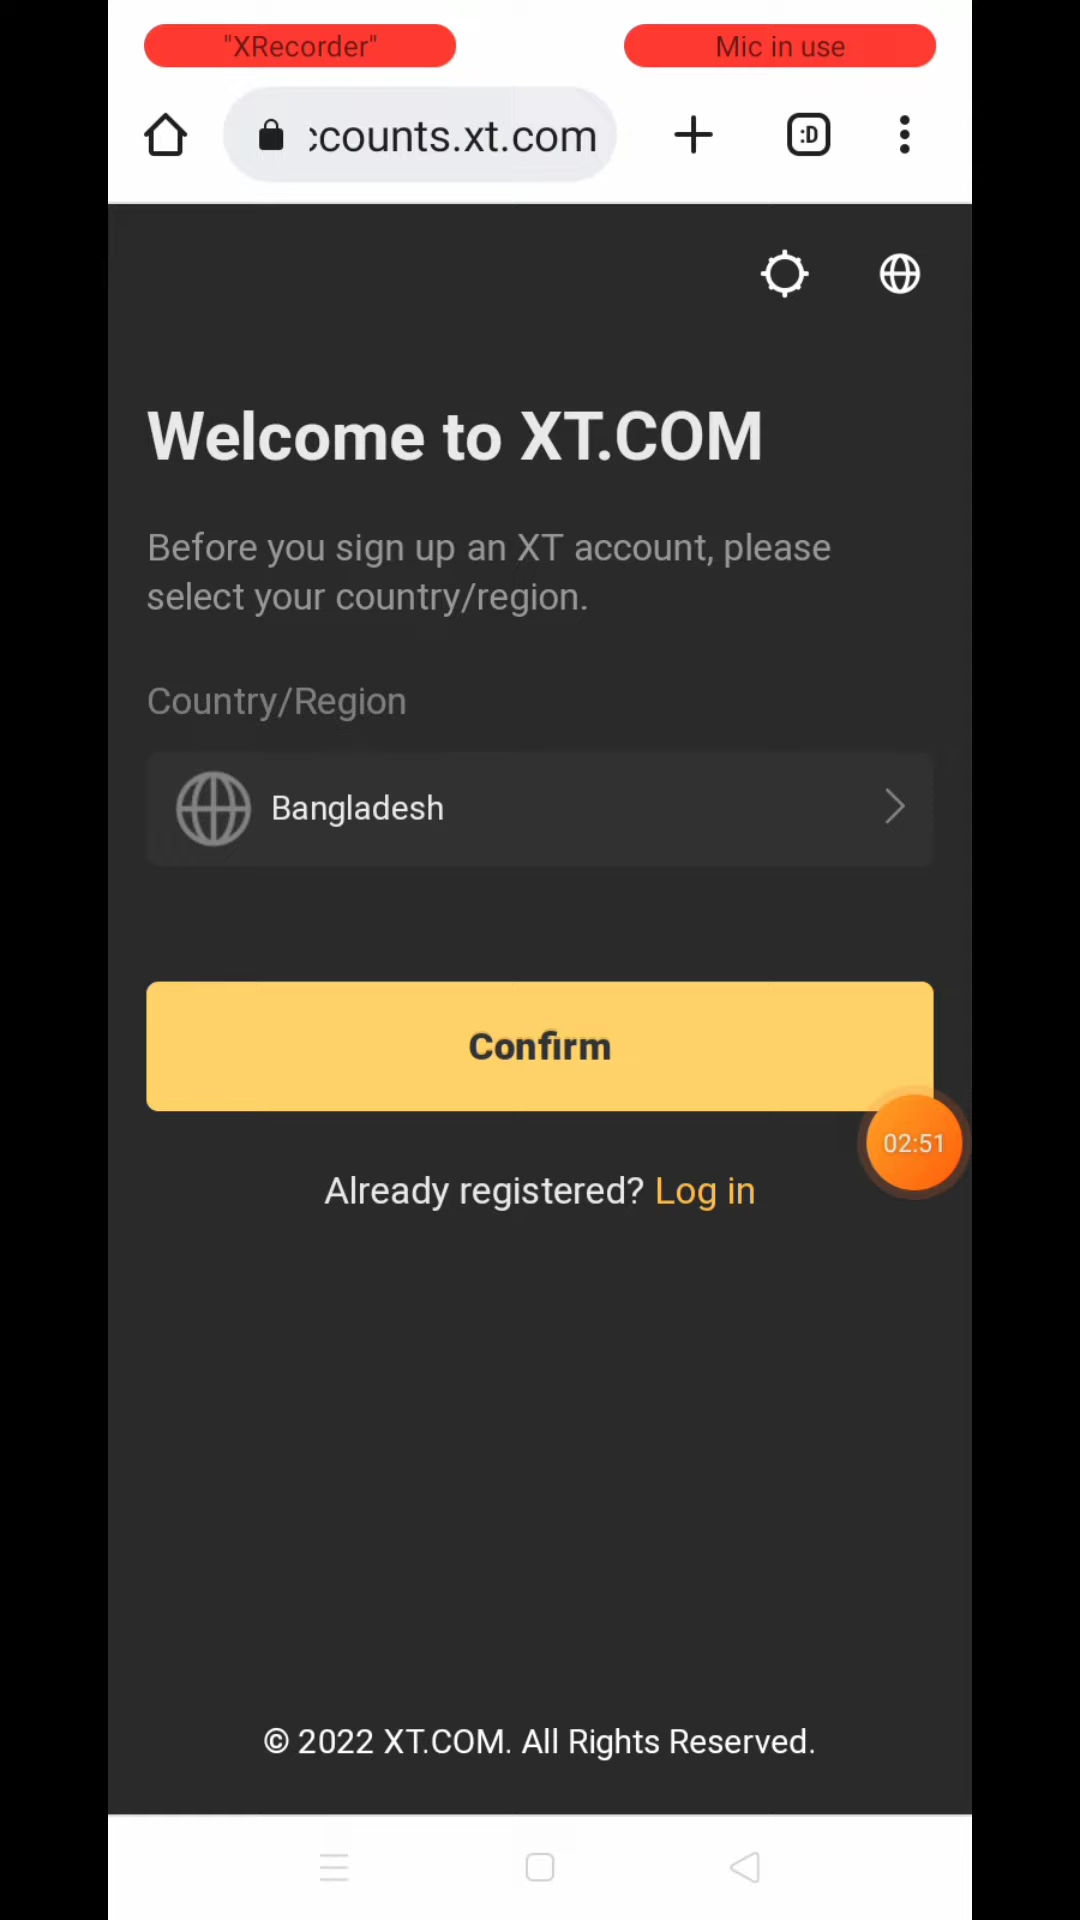 "XRecorder" Mic in use
ccounts.xt.com :D
Welcome to XT.COM
Before you sign up an XT account, please
select your country/region.
Country/Region
Bangladesh
Confirm
02:51
Already registered? Log in
© 2022 XT.COM. All Rights Reserved.